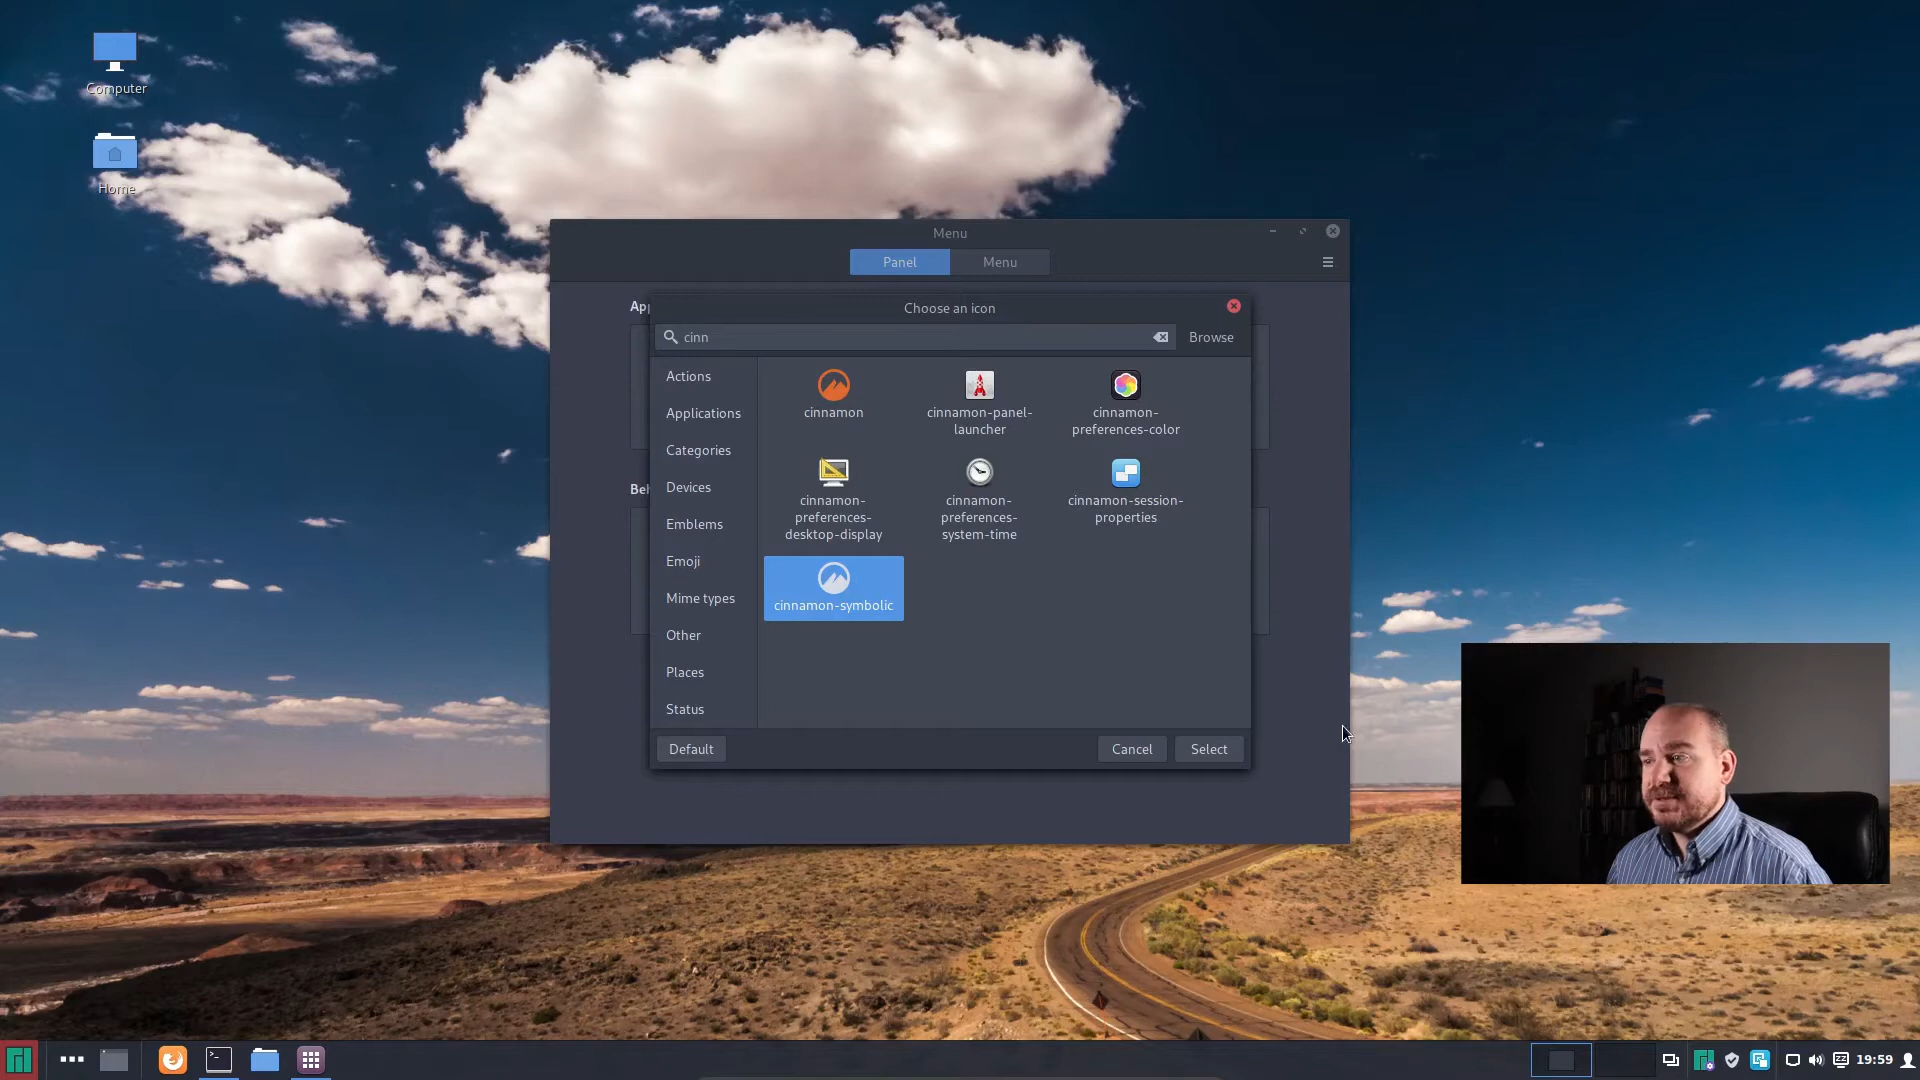 Computer
Home
Menu
Panel
Menu
App
Choose an icon
cinn
Browse
Actions
Applications
Categories
Devices
Emblems
Emoji
Mime types
Other
Places
Status
cinnamon
cinnamon-panel-
launcher
cinnamon-
preferences-color
cinnamon-
preferences-
desktop-display
cinnamon-
preferences-
system-time
cinnamon-session-
properties
cinnamon-symbolic
Beh
Default
Cancel
Select
19:59